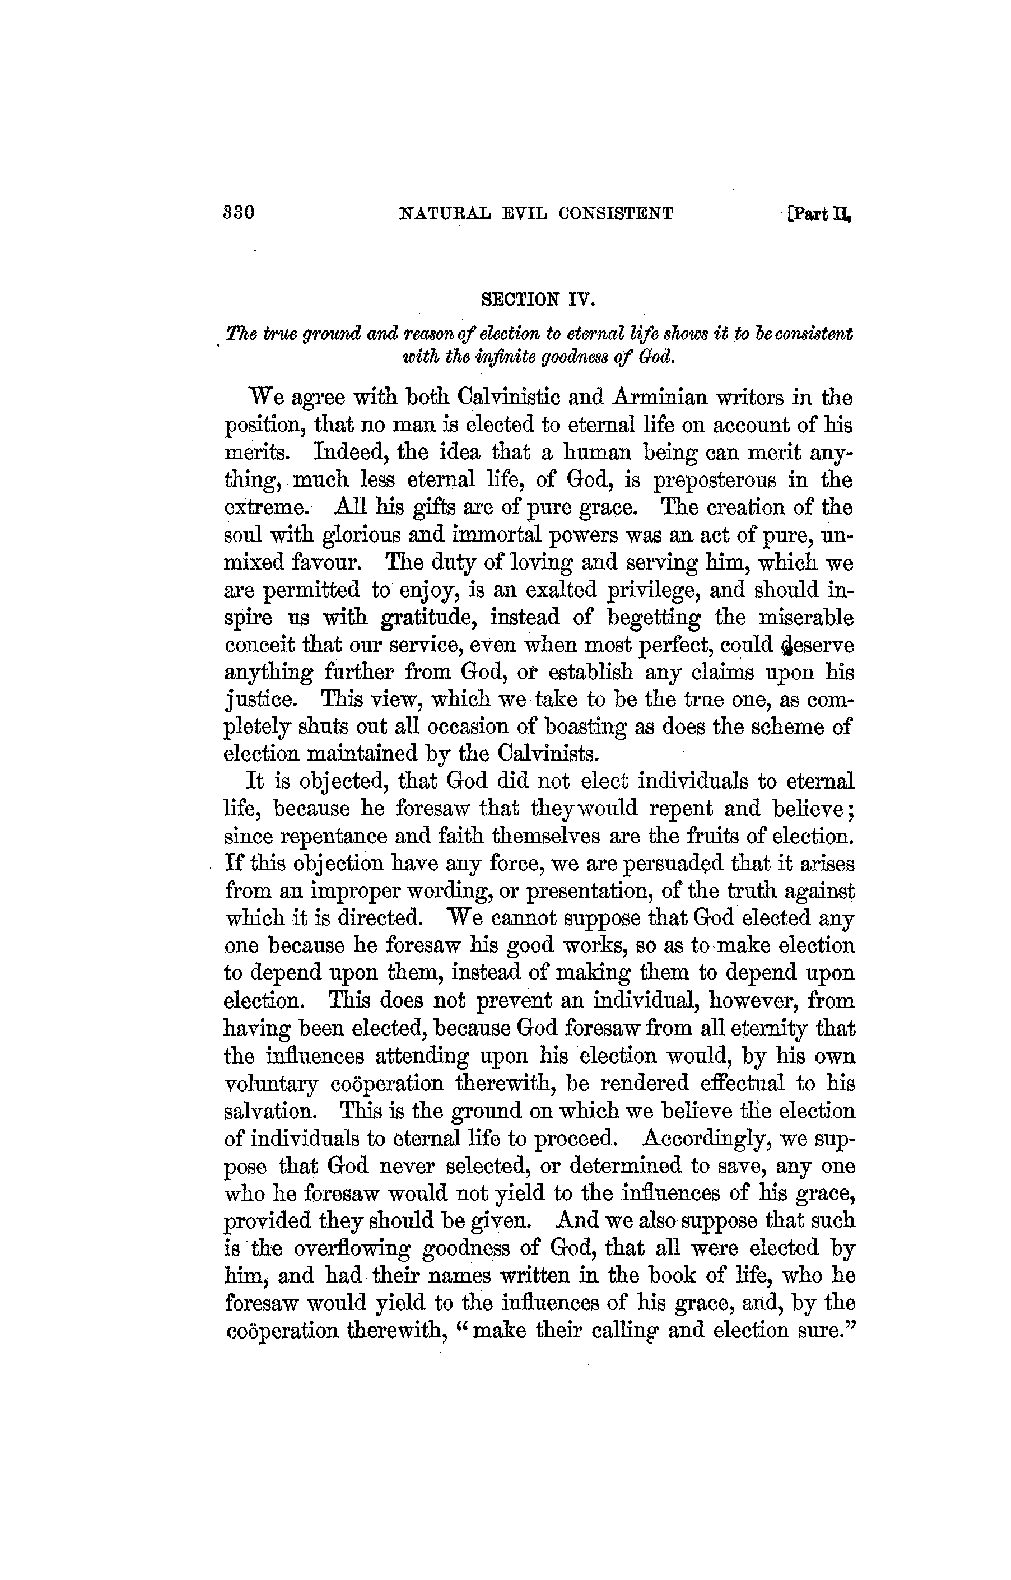 330 NATURAL EVIL CONSISTENT [Part II,
SECTION IV.
The true ground and reason of election to eternal life shows it to be consistent
with the infinite goodness of God.
We agree with both Calvinistic and Arminian writers in the
position, that no man is elected to eternal life on account of his
merits. Indeed, the idea that a human being can merit any-
thing, much less eternal life, of God, is preposterous in the
extreme. All his gifts are of pure grace. The creation of the
soul with glorious and immortal powers was an act of pure, un-
mixed favour. The duty of loving and serving him, which we
are permitted to enjoy, is an exalted privilege, and should in-
spire us with gratitude, instead of begetting the miserable
conceit that our service, even when most perfect, could deserve
anything further from God, or establish any claims upon his
justice. This view, which we take to be the true one, as com-
pletely shuts out all occasion of boasting as does the scheme of
election maintained by the Calvinists.
It is objected, that God did not elect individuals to eternal
life, because he foresaw that they would repent and believe;
since repentance and faith themselves are the fruits of election.
If this objection have any force, we are persuaded that it arises
from an improper wording, or presentation, of the truth against
which it is directed. We cannot suppose that God elected any
one because he foresaw his good works, so as to make election
to depend upon them, instead of making them to depend upon
election. This does not prevent an individual, however, from
having been elected, because God foresaw from all eternity that
the influences attending upon his election would, by his own
voluntary coöperation therewith, be rendered effectual to his
salvation. This is the ground on which we believe the election
of individuals to eternal life to proceed. Accordingly, we sup-
pose that God never selected, or determined to save, any one
who he foresaw would not yield to the influences of his grace,
provided they should be given. And we also suppose that such
is the overflowing goodness of God, that all were elected by
him, and had their names written in the book of life, who he
foresaw would yield to the influences of his grace, and, by the
coöperation therewith, "make their calling and election sure."